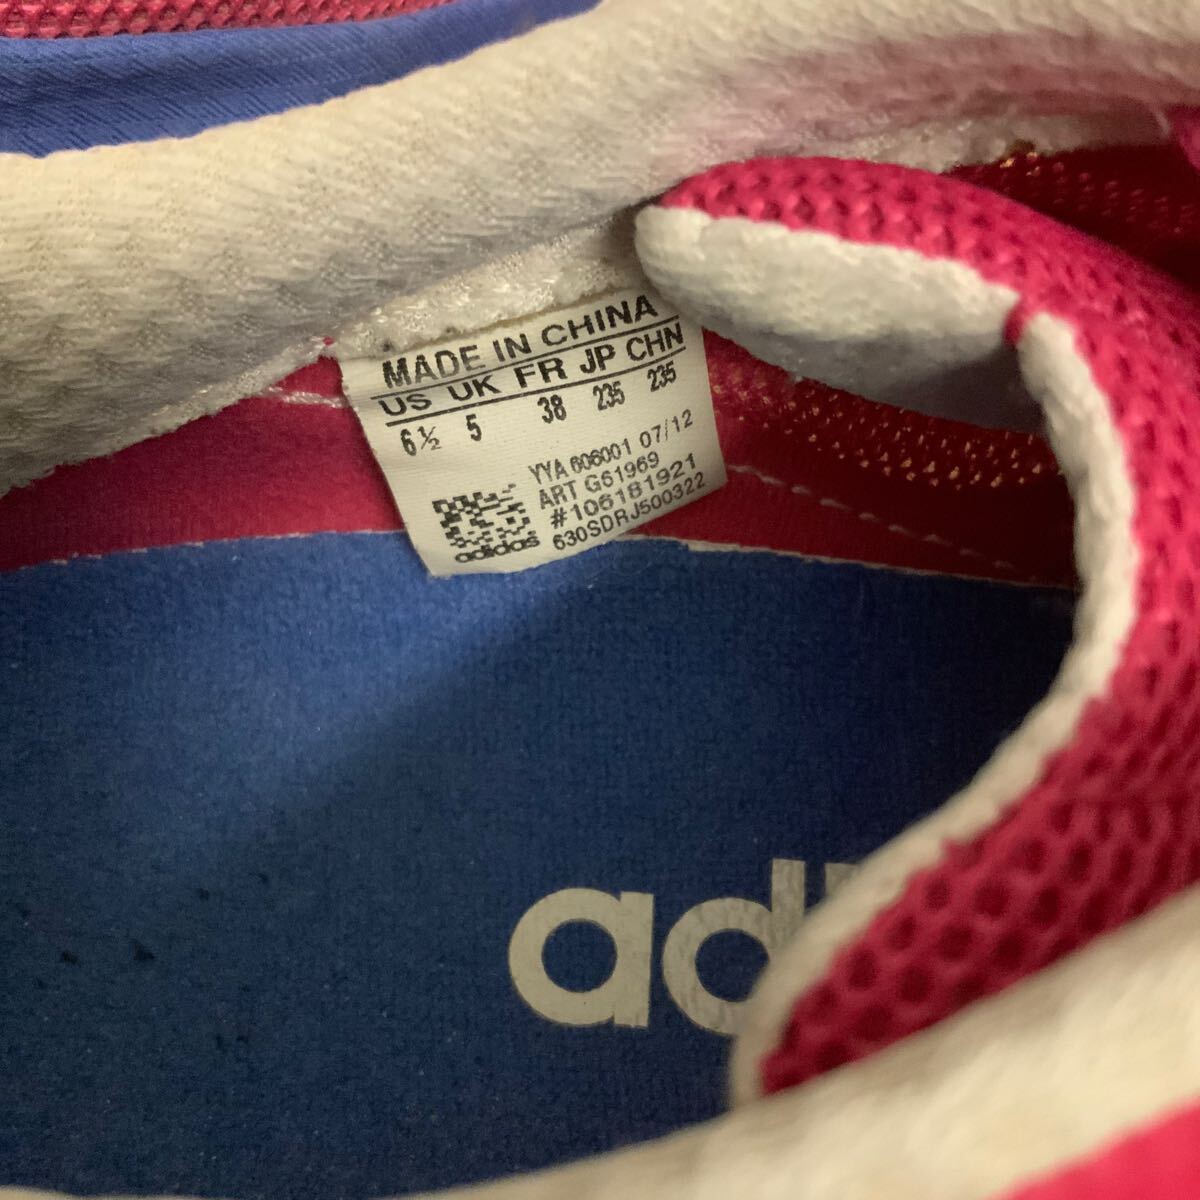 MADE IN CHINA
US UK FR JP CHN
6½ 5 38 235 235
YYA 606001 07/12
ART G61969
#106181921
adidas 630SDRJ500322
adi